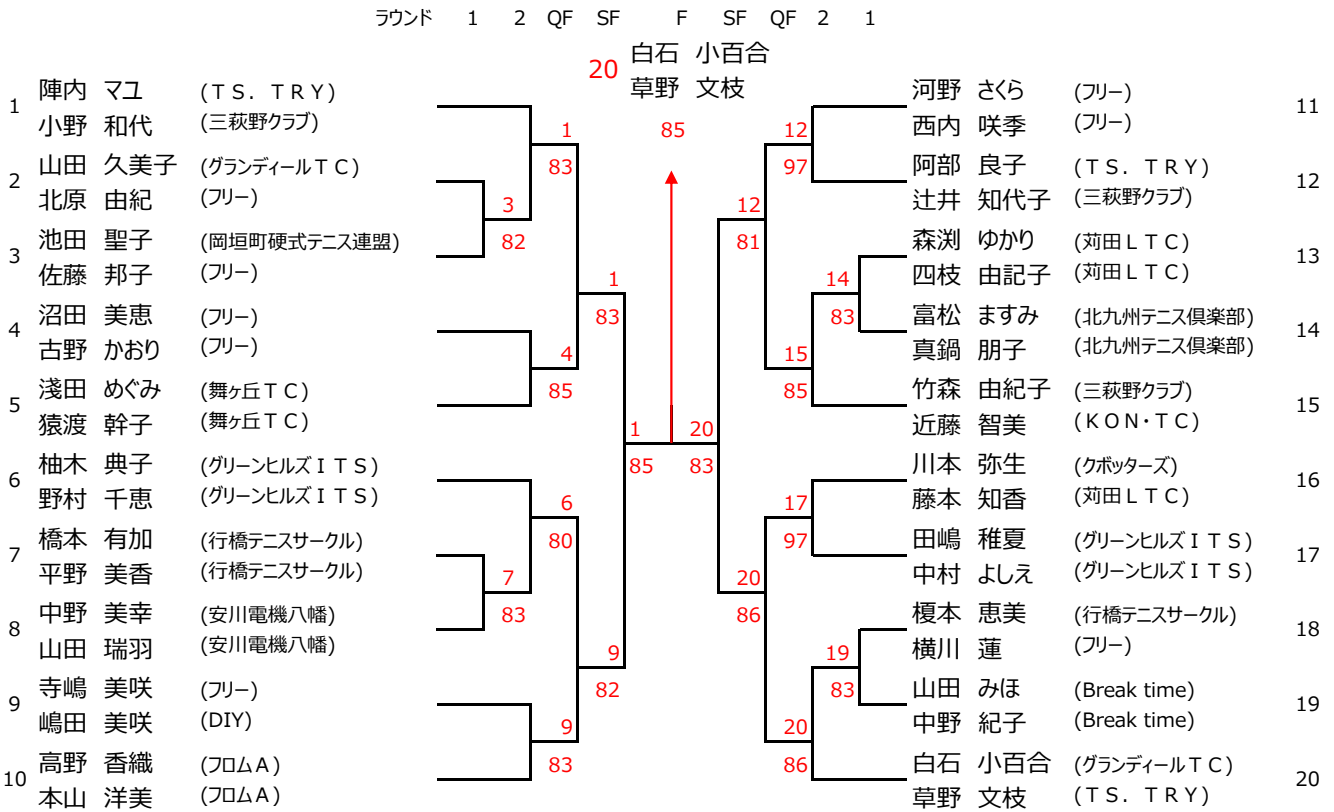 ラウンド 1 2 QF SF F SF QF 2 1
20 白石 小百合
草野 文枝
85
1 陣内 マユ (ＴＳ．ＴＲＹ)
小野 和代 (三萩野クラブ)
1
83
2 山田 久美子 (グランディールＴＣ)
北原 由紀 (フリー)
3
82
3 池田 聖子 (岡垣町硬式テニス連盟)
佐藤 邦子 (フリー)
1
83
4 沼田 美恵 (フリー)
古野 かおり (フリー)
4
85
5 淺田 めぐみ (舞ヶ丘ＴＣ)
猿渡 幹子 (舞ヶ丘ＴＣ)
1
85
6 柚木 典子 (グリーンヒルズＩＴＳ)
野村 千恵 (グリーンヒルズＩＴＳ)
6
80
7 橋本 有加 (行橋テニスサークル)
平野 美香 (行橋テニスサークル)
7
83
8 中野 美幸 (安川電機八幡)
山田 瑞羽 (安川電機八幡)
9
82
9 寺嶋 美咲 (フリー)
嶋田 美咲 (DIY)
9
83
10 高野 香織 (フロムＡ)
本山 洋美 (フロムＡ)
河野 さくら (フリー) 11
西内 咲季 (フリー)
12
97
阿部 良子 (ＴＳ．ＴＲＹ) 12
辻井 知代子 (三萩野クラブ)
12
81
森渕 ゆかり (苅田ＬＴＣ) 13
四枝 由記子 (苅田ＬＴＣ)
14
83
富松 ますみ (北九州テニス倶楽部) 14
真鍋 朋子 (北九州テニス倶楽部)
15
85
竹森 由紀子 (三萩野クラブ) 15
近藤 智美 (ＫＯＮ・ＴＣ)
20
83
川本 弥生 (クボッターズ) 16
藤本 知香 (苅田ＬＴＣ)
17
97
田嶋 稚夏 (グリーンヒルズＩＴＳ) 17
中村 よしえ (グリーンヒルズＩＴＳ)
20
86
榎本 恵美 (行橋テニスサークル) 18
横川 蓮 (フリー)
19
83
山田 みほ (Break time) 19
中野 紀子 (Break time)
20
86
白石 小百合 (グランディールＴＣ) 20
草野 文枝 (ＴＳ．ＴＲＹ)